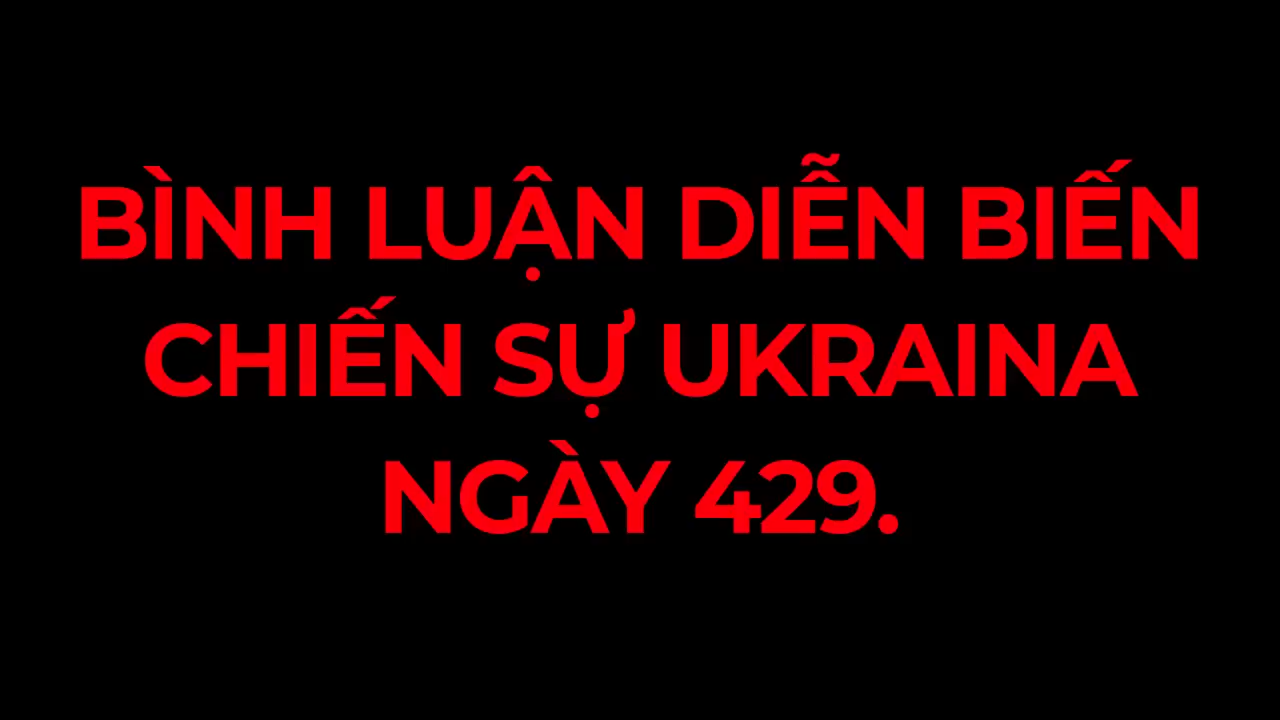 BÌNH LUẬN DIỄN BIẾN
CHIẾN SỰ UKRAINA
NGÀY 429.